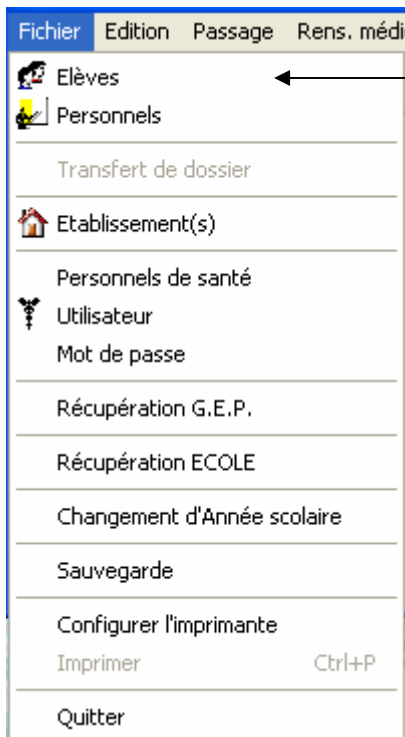 Fichier Edition Passage Rens. médi
Elèves
Personnels
Transfert de dossier
Etablissement(s)
Personnels de santé
Utilisateur
Mot de passe
Récupération G.E.P.
Récupération ECOLE
Changement d'Année scolaire
Sauvegarde
Configurer l'imprimante
Imprimer Ctrl+P
Quitter